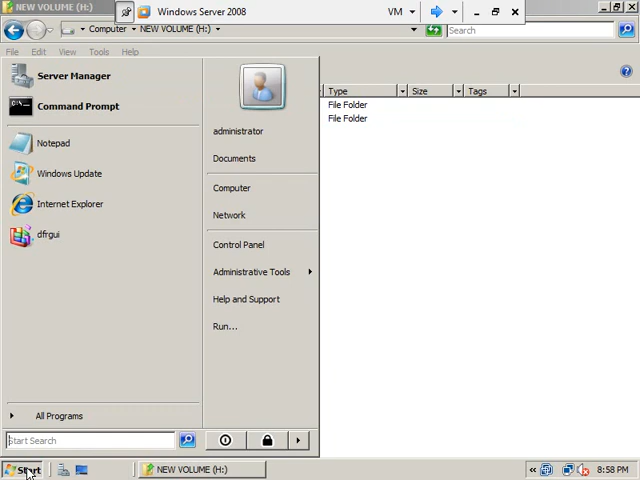 NEW VOLUME (H:)
Windows Server 2008
VM
Computer
NEW VOLUME (H:)
Search
File
Edit
View
Tools
Help
Type
Size
Tags
File Folder
File Folder
Server Manager
Command Prompt
Notepad
Windows Update
Internet Explorer
dfrgui
All Programs
Start Search
administrator
Documents
Computer
Network
Control Panel
Administrative Tools
Help and Support
Run...
Start
NEW VOLUME (H:)
8:58 PM